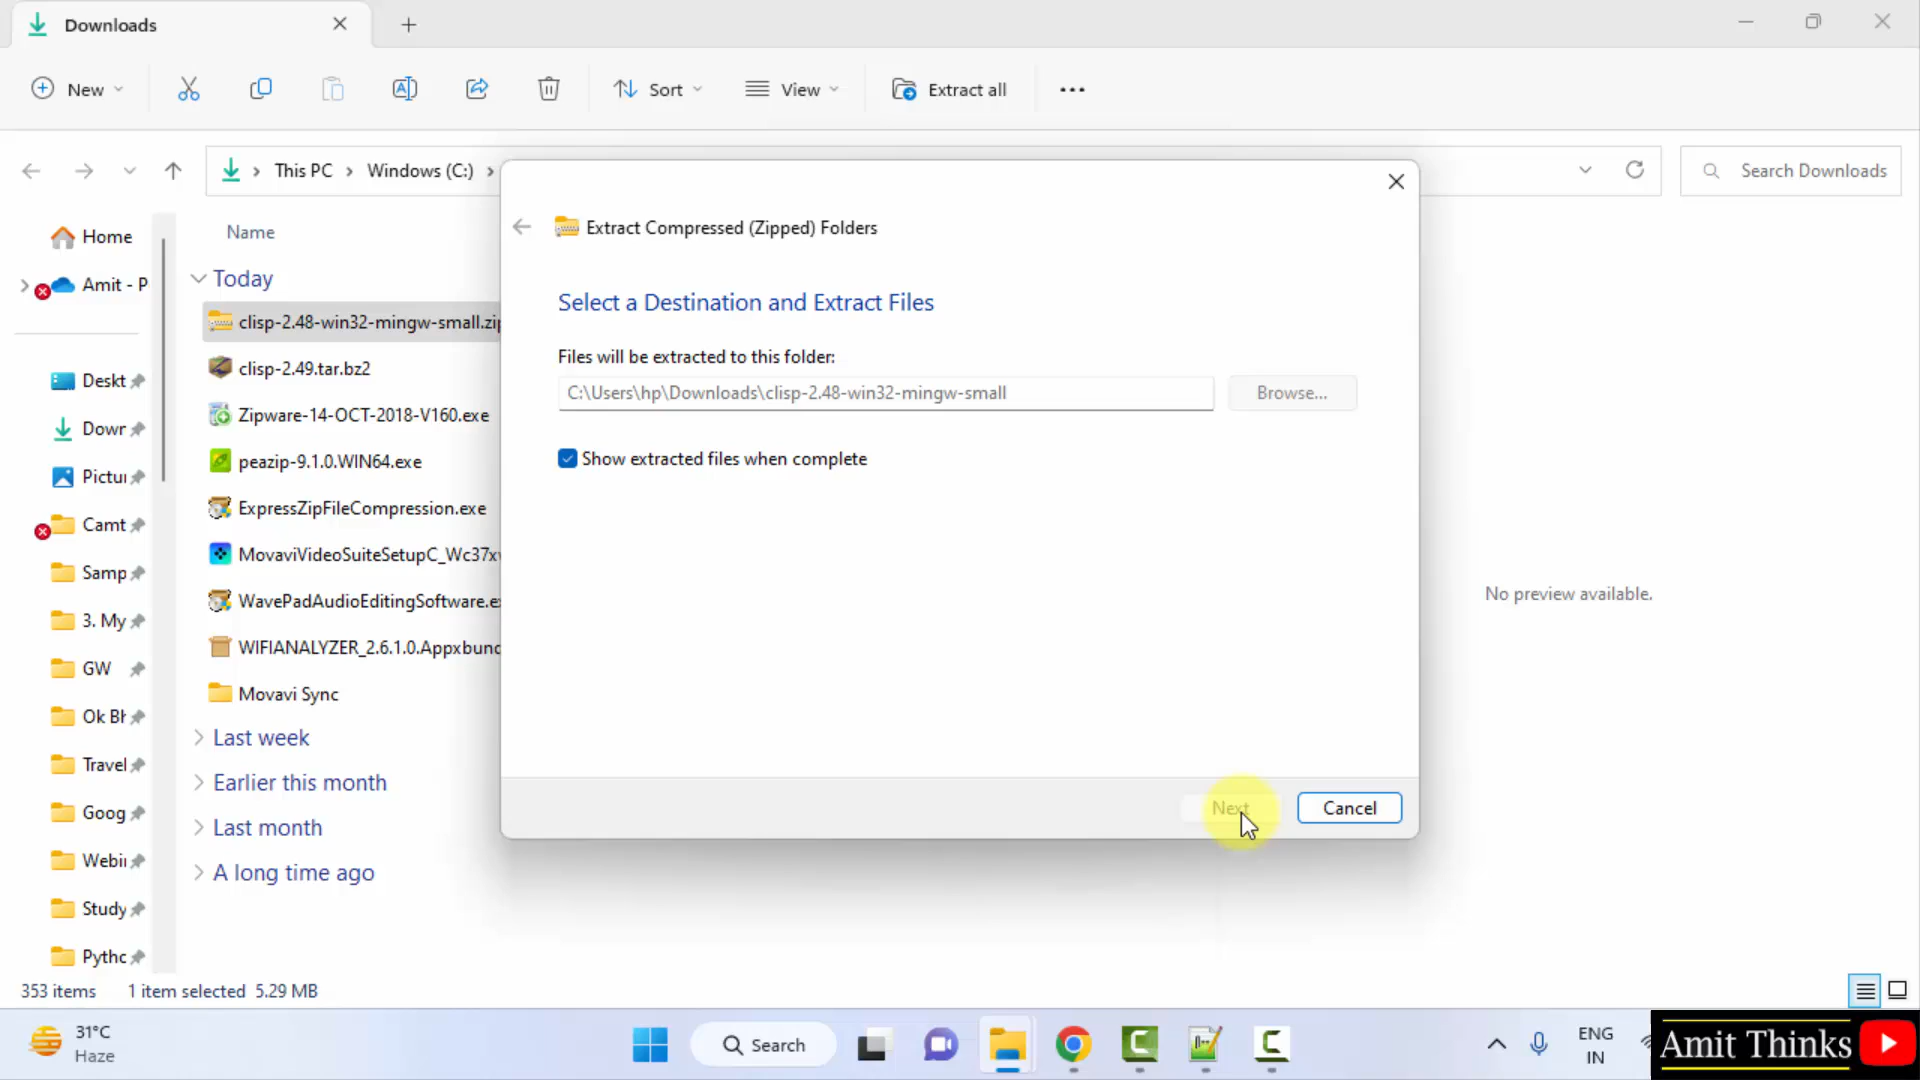 Downloads
New
Sort
View
Extract all
This PC
Windows (C:)
Search Downloads
Home
Amit - P
Name
Today
clisp-2.48-win32-mingw-small.zip
clisp-2.49.tar.bz2
Zipware-14-OCT-2018-V160.exe
peazip-9.1.0.WIN64.exe
ExpressZipFileCompression.exe
MovaviVideoSuiteSetupC_Wc37x
WavePadAudioEditingSoftware.e
WIFIANALYZER_2.6.1.0.Appxbund
Movavi Sync
Last week
Earlier this month
Last month
A long time ago
Deskt
Dowr
Pictu
Camt
Samp
3. My
GW
Ok Bh
Travel
Goog
Webi
Study
Pythc
Extract Compressed (Zipped) Folders
Select a Destination and Extract Files
Files will be extracted to this folder:
C:\Users\hp\Downloads\clisp-2.48-win32-mingw-small
Browse...
Show extracted files when complete
Next
Cancel
No preview available.
353 items
1 item selected 5.29 MB
31°C
Haze
Search
ENG
IN
Amit Thinks